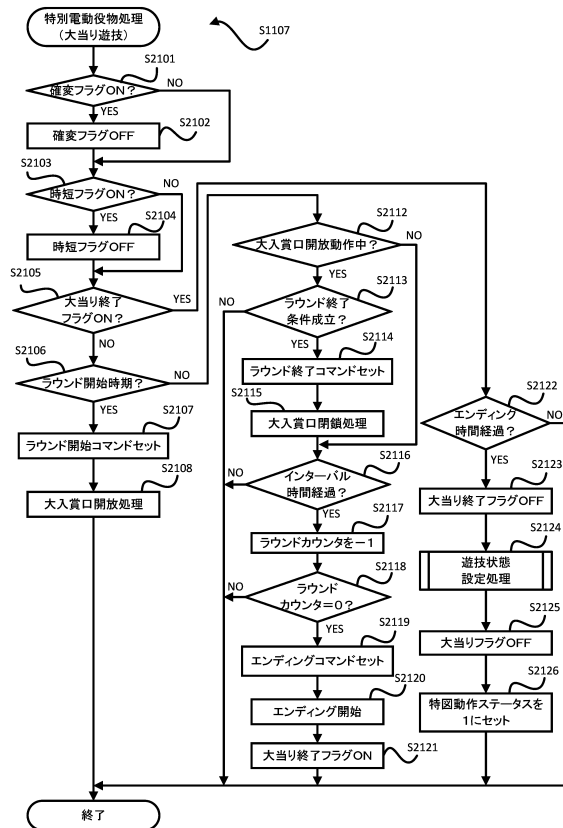 特別電動役物処理
(大当り遊技)
S1107
S2101
確変フラグON？
NO
YES
S2102
確変フラグOFF
S2103
時短フラグON？
NO
YES
S2104
時短フラグOFF
S2105
大当り終了
フラグON？
YES
NO
S2106
ラウンド開始時期？
NO
YES
S2107
ラウンド開始コマンドセット
S2108
大入賞口開放処理
S2112
大入賞口開放動作中？
NO
YES
S2113
ラウンド終了
条件成立？
NO
YES
S2114
ラウンド終了コマンドセット
S2115
大入賞口閉鎖処理
S2116
インターバル
時間経過？
NO
YES
S2117
ラウンドカウンタを－1
S2118
ラウンド
カウンタ＝0？
NO
YES
S2119
エンディングコマンドセット
S2120
エンディング開始
S2121
大当り終了フラグON
S2122
エンディング
時間経過？
NO
YES
S2123
大当り終了フラグOFF
S2124
遊技状態
設定処理
S2125
大当りフラグOFF
S2126
特図動作ステータスを
1にセット
終了